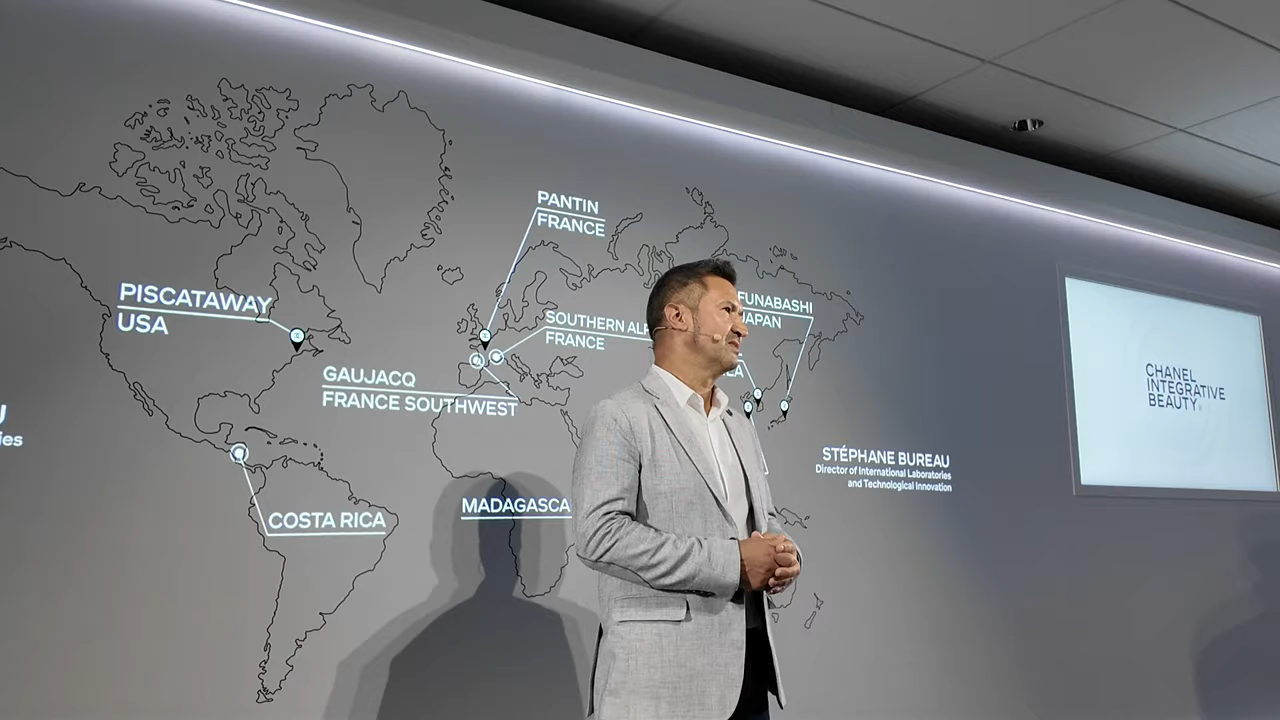 PANTIN
FRANCE
PISCATAWAY
USA
SOUTHERN
FRANCE
FUNABASHI
JAPAN
GAUJACQ
FRANCE SOUTHWEST
CHANEL
INTEGRATIVE
BEAUTY
STÉPHANE BUREAU
Director of International Laboratories
and Technological Innovation
MADAGASCA
COSTA RICA
ies